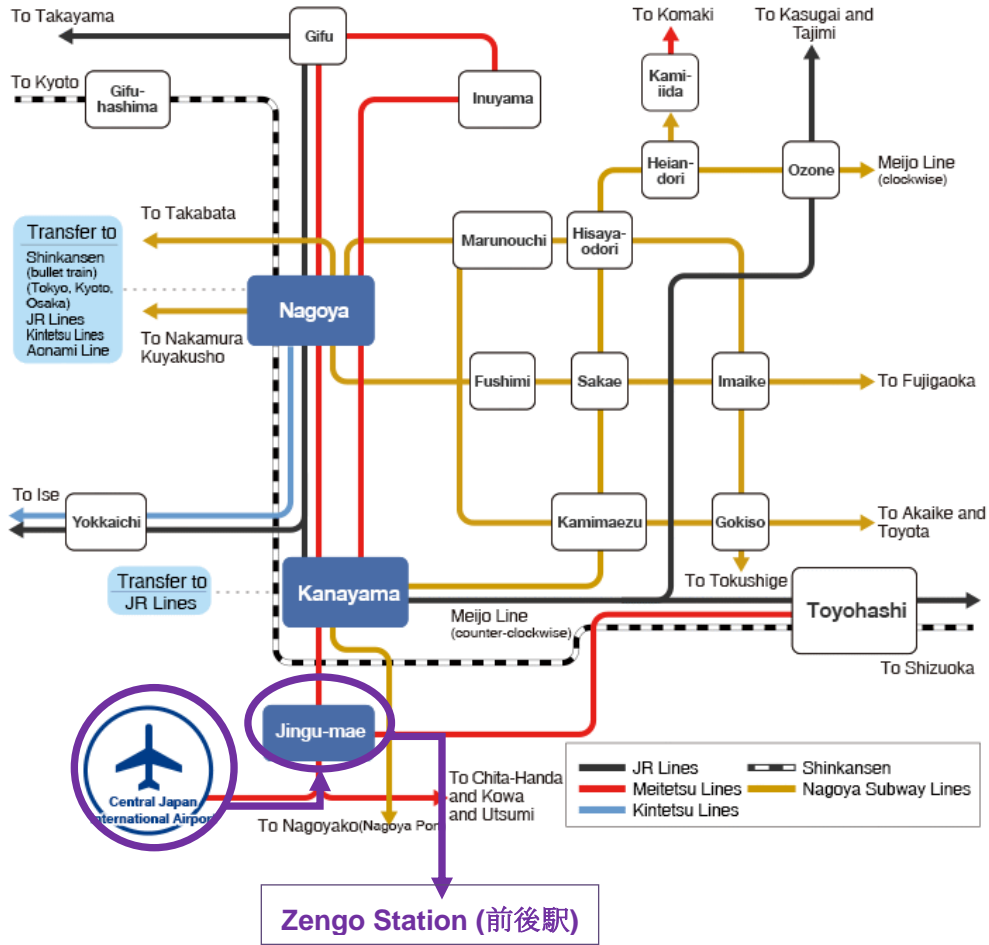 To Takayama
Gifu
To Komaki
To Kasugai and
Tajimi
To Kyoto
Gifu-
hashima
Inuyama
Kami-
iida
Heian-
dori
Ozone
Meijo Line
(clockwise)
To Takabata
Marunouchi
Hisaya-
odori
Transfer to
Shinkansen
(bullet train)
(Tokyo, Kyoto,
Osaka)
JR Lines
Kintetsu Lines
Aonami Line
Nagoya
To Nakamura
Kuyakusho
Fushimi
Sakae
Imaike
To Fujigaoka
To Ise
Yokkaichi
Kamimaezu
Gokiso
To Akaike and
Toyota
Transfer to
JR Lines
Kanayama
To Tokushige
Meijo Line
(counter-clockwise)
Toyohashi
To Shizuoka
Jingu-mae
Central Japan
International Airport
To Chita-Handa
and Kowa
and Utsumi
To Nagoyako(Nagoya Port)
JR Lines
Shinkansen
Meitetsu Lines
Nagoya Subway Lines
Kintetsu Lines
Zengo Station (前後駅)